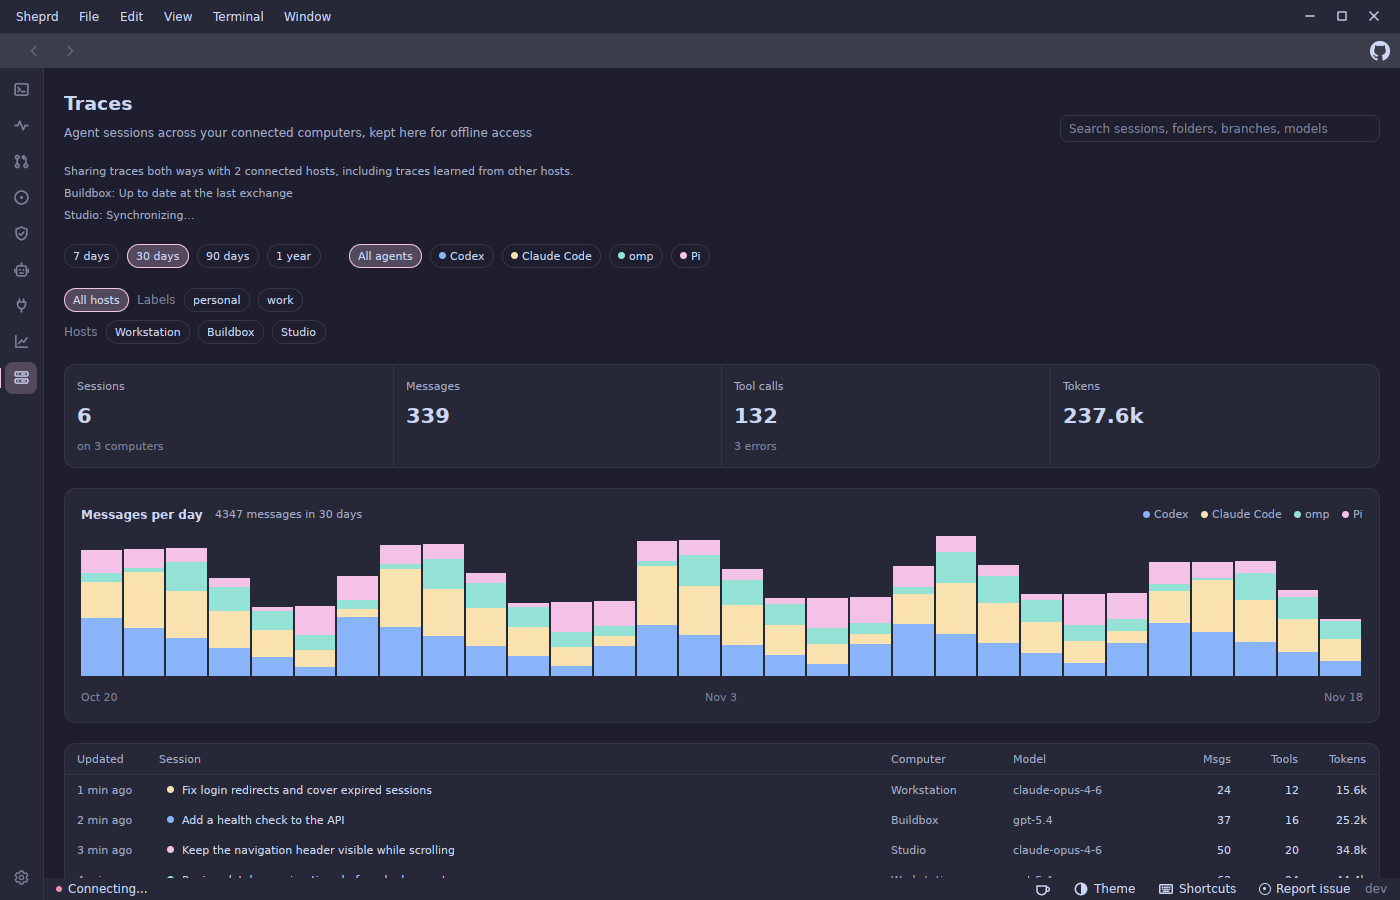 Sheprd File Edit View Terminal Window
Traces
Agent sessions across your connected computers, kept here for offline access
Search sessions, folders, branches, models
Sharing traces both ways with 2 connected hosts, including traces learned from other hosts.
Buildbox: Up to date at the last exchange
Studio: Synchronizing...
7 days 30 days 90 days 1 year All agents Codex Claude Code omp Pi
All hosts Labels personal work
Hosts Workstation Buildbox Studio
Sessions Messages Tool calls Tokens
6 339 132 237.6k
on 3 computers 3 errors
Messages per day 4347 messages in 30 days Codex Claude Code omp Pi
Oct 20 Nov 3 Nov 18
Updated Session Computer Model Msgs Tools Tokens
1 min ago Fix login redirects and cover expired sessions Workstation claude-opus-4-6 24 12 15.6k
2 min ago Add a health check to the API Buildbox gpt-5.4 37 16 25.2k
3 min ago Keep the navigation header visible while scrolling Studio claude-opus-4-6 50 20 34.8k
Connecting... Theme Shortcuts Report issue dev